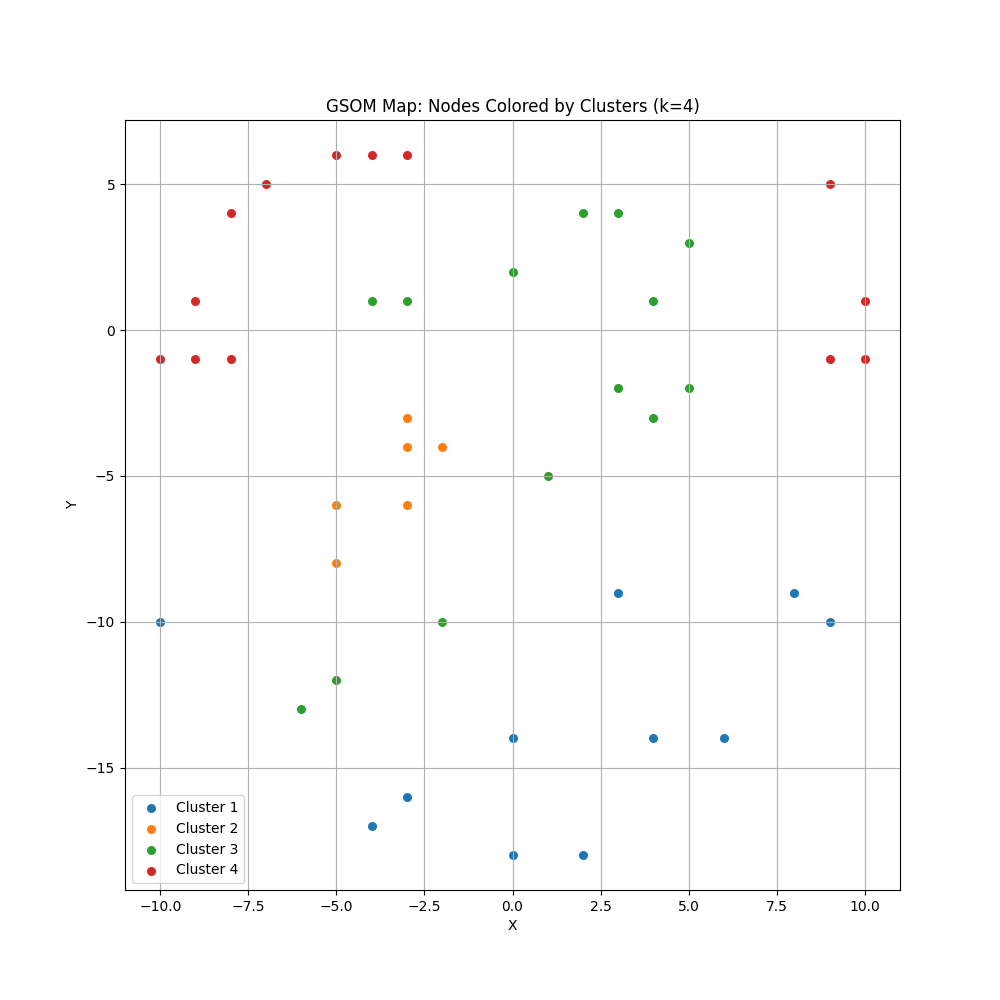 GSOM Map: Nodes Colored by Clusters (k=4)
5
0
−5
−10
−15
Y
Cluster 1
Cluster 2
Cluster 3
Cluster 4
−10.0 −7.5 −5.0 −2.5 0.0 2.5 5.0 7.5 10.0
X